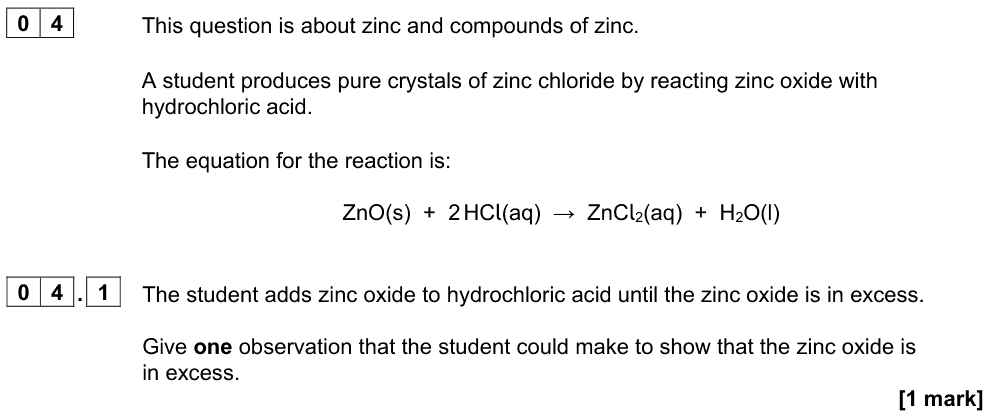 0 4 This question is about zinc and compounds of zinc.
A student produces pure crystals of zinc chloride by reacting zinc oxide with
hydrochloric acid.
The equation for the reaction is:
ZnO(s) + 2 HCl(aq) → ZnCl₂(aq) + H₂O(l)
0 4 . 1 The student adds zinc oxide to hydrochloric acid until the zinc oxide is in excess.
Give one observation that the student could make to show that the zinc oxide is
in excess.
[1 mark]